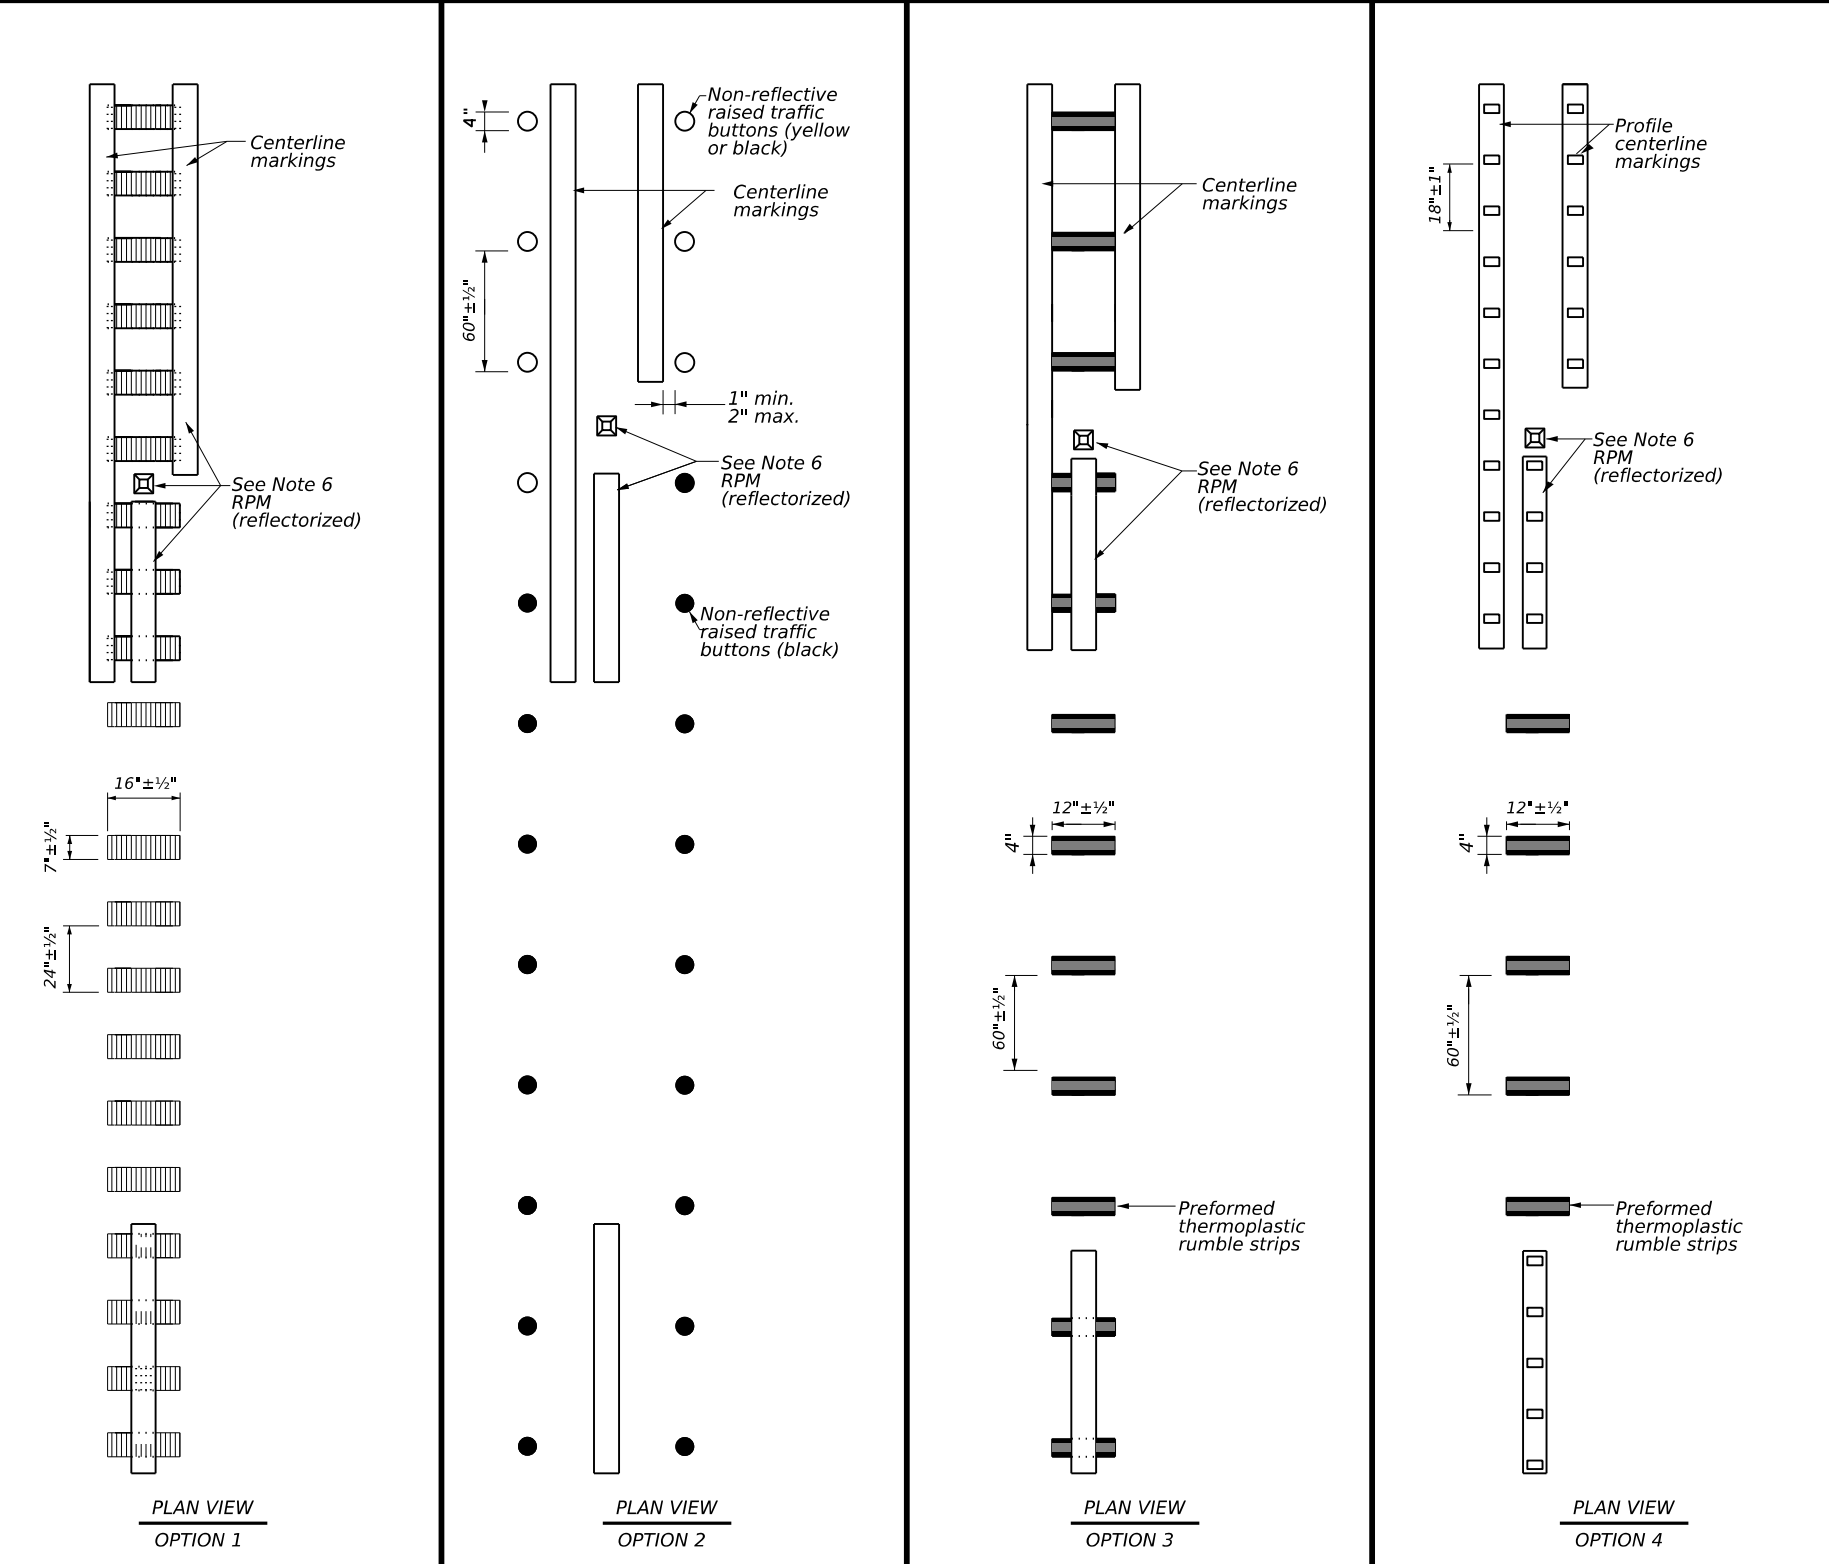 Centerline
markings
See Note 6
RPM
(reflectorized)
16"±½"
7"±½"
24"±½"
PLAN VIEW
OPTION 1
4"
Non-reflective
raised traffic
buttons (yellow
or black)
Centerline
markings
60"±½"
1" min.
2" max.
See Note 6
RPM
(reflectorized)
Non-reflective
raised traffic
buttons (black)
PLAN VIEW
OPTION 2
Centerline
markings
See Note 6
RPM
(reflectorized)
12"±½"
4"
60"±½"
Preformed
thermoplastic
rumble strips
PLAN VIEW
OPTION 3
Profile
centerline
markings
18"±1"
See Note 6
RPM
(reflectorized)
12"±½"
4"
60"±½"
Preformed
thermoplastic
rumble strips
PLAN VIEW
OPTION 4